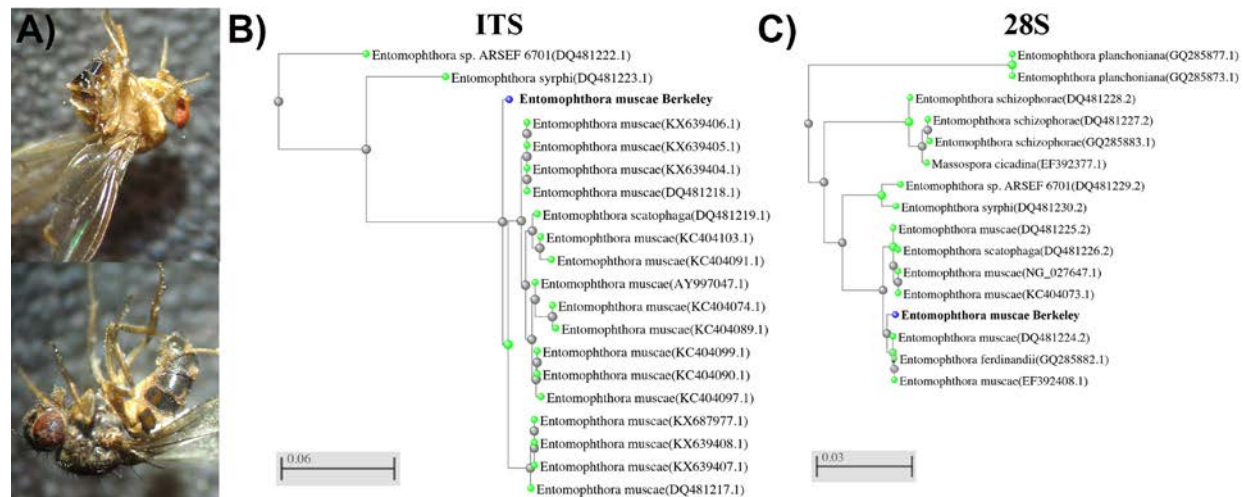 A)
B)
ITS
Entomophthora sp. ARSEF 6701(DQ481222.1)
Entomophthora syrphi(DQ481223.1)
Entomophthora muscae Berkeley
Entomophthora muscae(KX639406.1)
Entomophthora muscae(KX639405.1)
Entomophthora muscae(KX639404.1)
Entomophthora muscae(DQ481218.1)
Entomophthora scatophaga(DQ481219.1)
Entomophthora muscae(KC404103.1)
Entomophthora muscae(KC404091.1)
Entomophthora muscae(AY997047.1)
Entomophthora muscae(KC404074.1)
Entomophthora muscae(KC404089.1)
Entomophthora muscae(KC404099.1)
Entomophthora muscae(KC404090.1)
Entomophthora muscae(KC404097.1)
Entomophthora muscae(KX687977.1)
Entomophthora muscae(KX639408.1)
Entomophthora muscae(KX639407.1)
Entomophthora muscae(DQ481217.1)
0.06
C)
28S
Entomophthora planchoniana(GQ285877.1)
Entomophthora planchoniana(GQ285873.1)
Entomophthora schizophorae(DQ481228.2)
Entomophthora schizophorae(DQ481227.2)
Entomophthora schizophorae(GQ285883.1)
Massospora cicadina(EF392377.1)
Entomophthora sp. ARSEF 6701(DQ481229.2)
Entomophthora syrphi(DQ481230.2)
Entomophthora muscae(DQ481225.2)
Entomophthora scatophaga(DQ481226.2)
Entomophthora muscae(NG_027647.1)
Entomophthora muscae(KC404073.1)
Entomophthora muscae Berkeley
Entomophthora muscae(DQ481224.2)
Entomophthora ferdinandii(GQ285882.1)
Entomophthora muscae(EF392408.1)
0.03